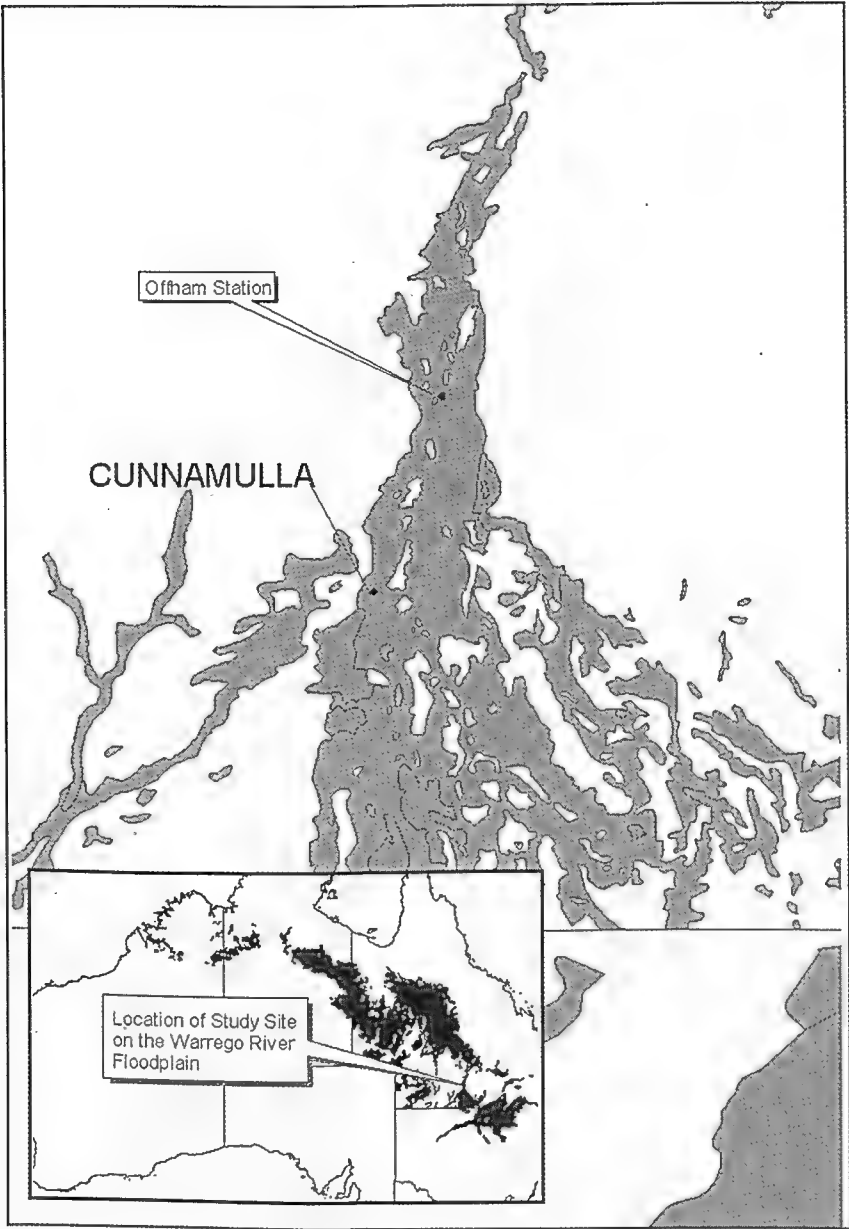 Offham Station
CUNNAMULLA
Location of Study Site
on the Warrego River
Floodplain